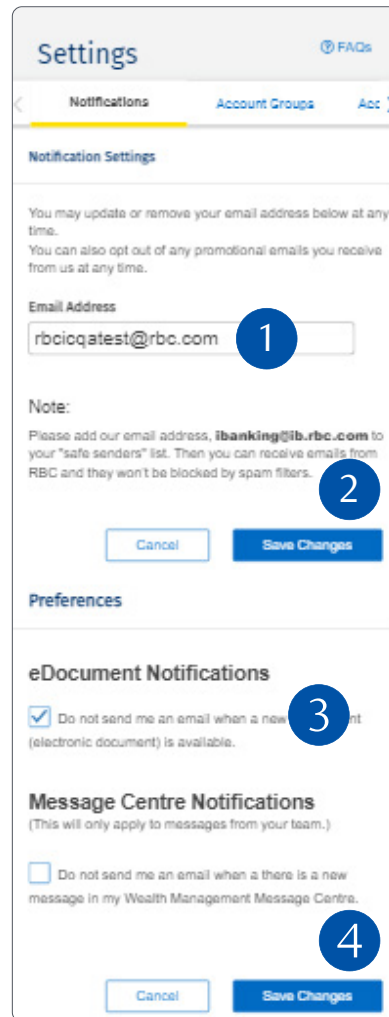 Settings
FAQs
Notifications Account Groups Acc
Notification Settings
You may update or remove your email address below at any
time.
You can also opt out of any promotional emails you receive
from us at any time.
Email Address
rbcicqatest@rbc.com 1
Note:
Please add our email address, ibanking@ib.rbc.com to
your "safe senders" list. Then you can receive emails from
RBC and they won't be blocked by spam filters.
2
Cancel Save Changes
Preferences
eDocument Notifications
Do not send me an email when a new 3 nt
(electronic document) is available.
Message Centre Notifications
(This will only apply to messages from your team.)
Do not send me an email when a there is a new
message in my Wealth Management Message Centre.
4
Cancel Save Changes